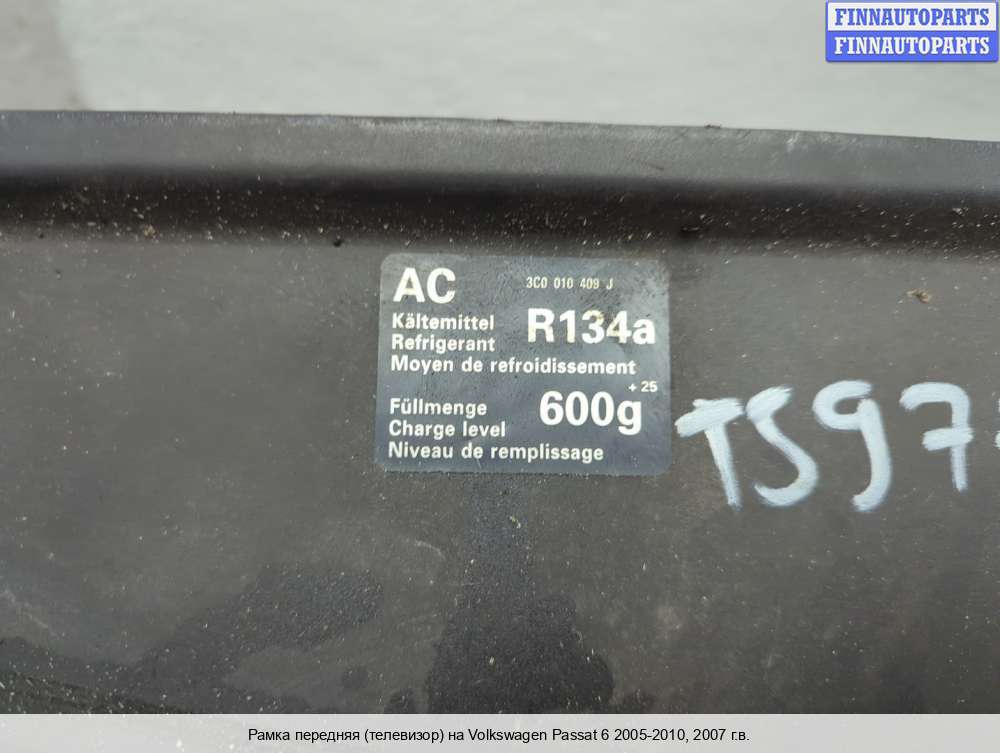 FINNAUTOPARTS
FINNAUTOPARTS
AC
3C0 010 409 J
Kältemittel
Refrigerant
R134a
Moyen de refroidissement
Füllmenge
Charge level
600g
+ 25
Niveau de remplissage
TS97
Рамка передняя (телевизор) на Volkswagen Passat 6 2005-2010, 2007 г.в.